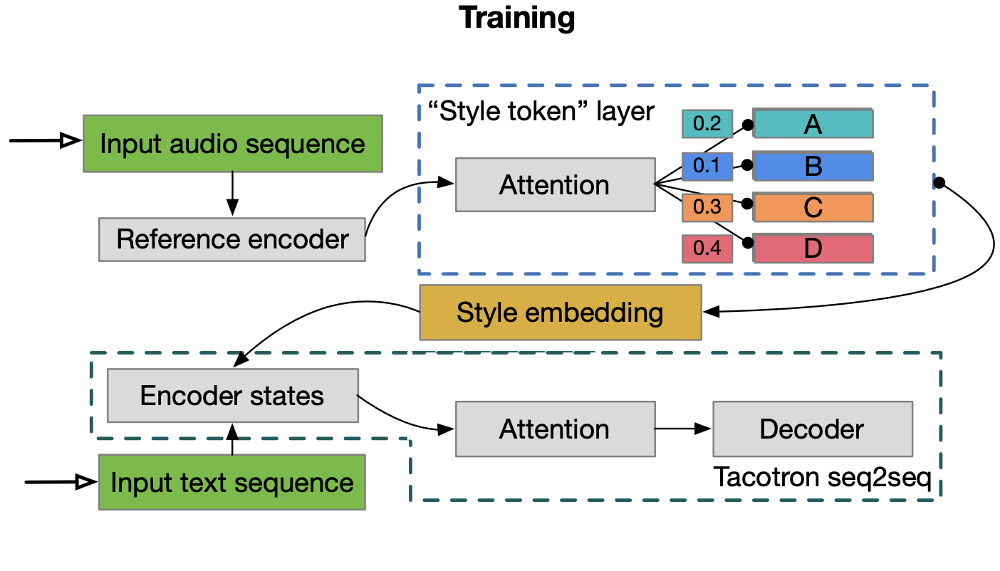 Training
Input audio sequence
Reference encoder
“Style token” layer
Attention
0.2
A
0.1
B
0.3
C
0.4
D
Style embedding
Encoder states
Input text sequence
Attention
Decoder
Tacotron seq2seq